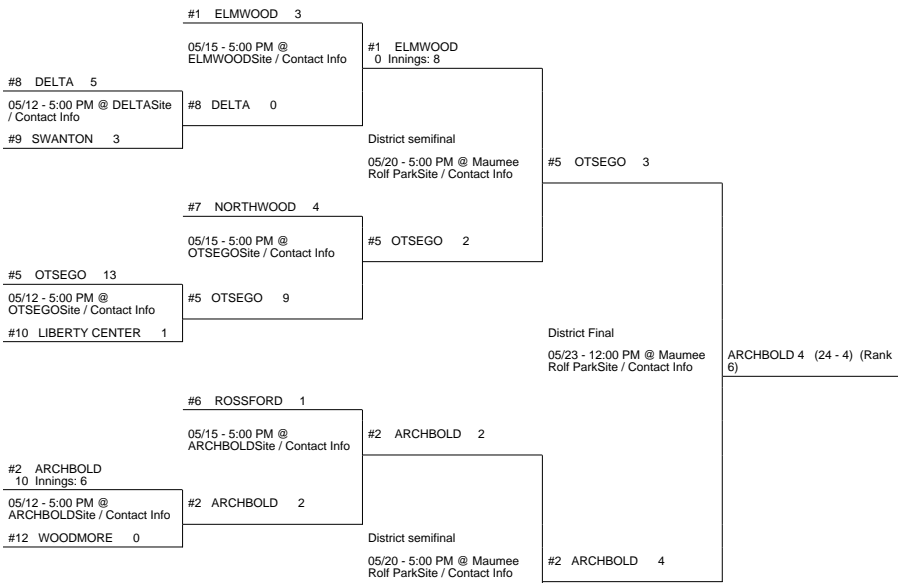 #1 ELMWOOD 3
05/15 - 5:00 PM @
ELMWOODSite / Contact Info
#1 ELMWOOD
0 Innings: 8
#8 DELTA 5
05/12 - 5:00 PM @ DELTASite
/ Contact Info
#8 DELTA 0
#9 SWANTON 3
District semifinal
05/20 - 5:00 PM @ Maumee
Rolf ParkSite / Contact Info
#5 OTSEGO 3
#7 NORTHWOOD 4
05/15 - 5:00 PM @
OTSEGOSite / Contact Info
#5 OTSEGO 2
#5 OTSEGO 13
05/12 - 5:00 PM @
OTSEGOSite / Contact Info
#5 OTSEGO 9
#10 LIBERTY CENTER 1
District Final
05/23 - 12:00 PM @ Maumee
Rolf ParkSite / Contact Info
ARCHBOLD 4 (24 - 4) (Rank
6)
#6 ROSSFORD 1
05/15 - 5:00 PM @
ARCHBOLDSite / Contact Info
#2 ARCHBOLD 2
#2 ARCHBOLD
10 Innings: 6
05/12 - 5:00 PM @
ARCHBOLDSite / Contact Info
#2 ARCHBOLD 2
#12 WOODMORE 0
District semifinal
05/20 - 5:00 PM @ Maumee
Rolf ParkSite / Contact Info
#2 ARCHBOLD 4